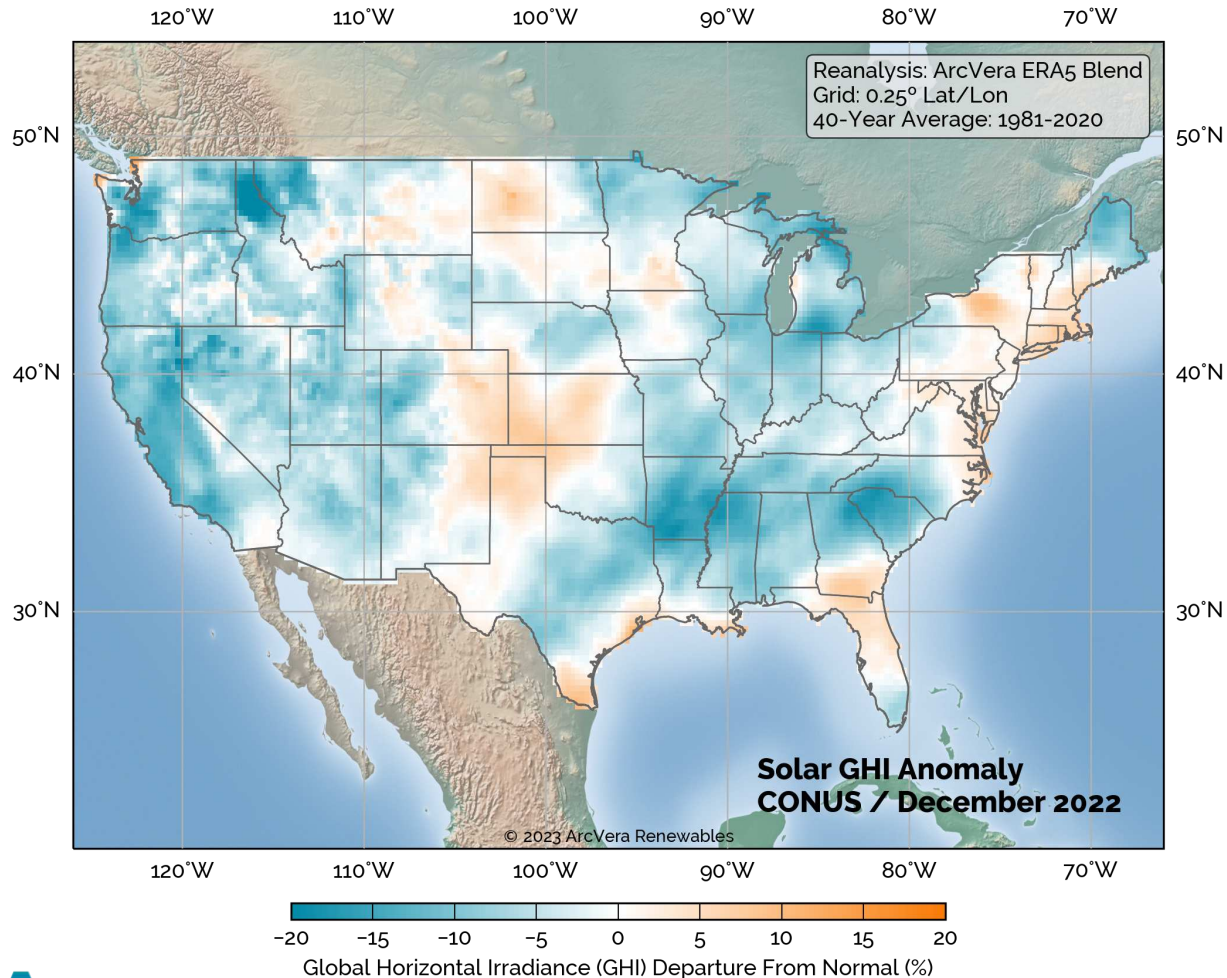 120°W 110°W 100°W 90°W 80°W 70°W
Reanalysis: ArcVera ERA5 Blend
Grid: 0.25º Lat/Lon
40-Year Average: 1981-2020
50°N 50°N
40°N 40°N
30°N 30°N
Solar GHI Anomaly
CONUS / December 2022
© 2023 ArcVera Renewables
120°W 110°W 100°W 90°W 80°W 70°W
−20 −15 −10 −5 0 5 10 15 20
Global Horizontal Irradiance (GHI) Departure From Normal (%)